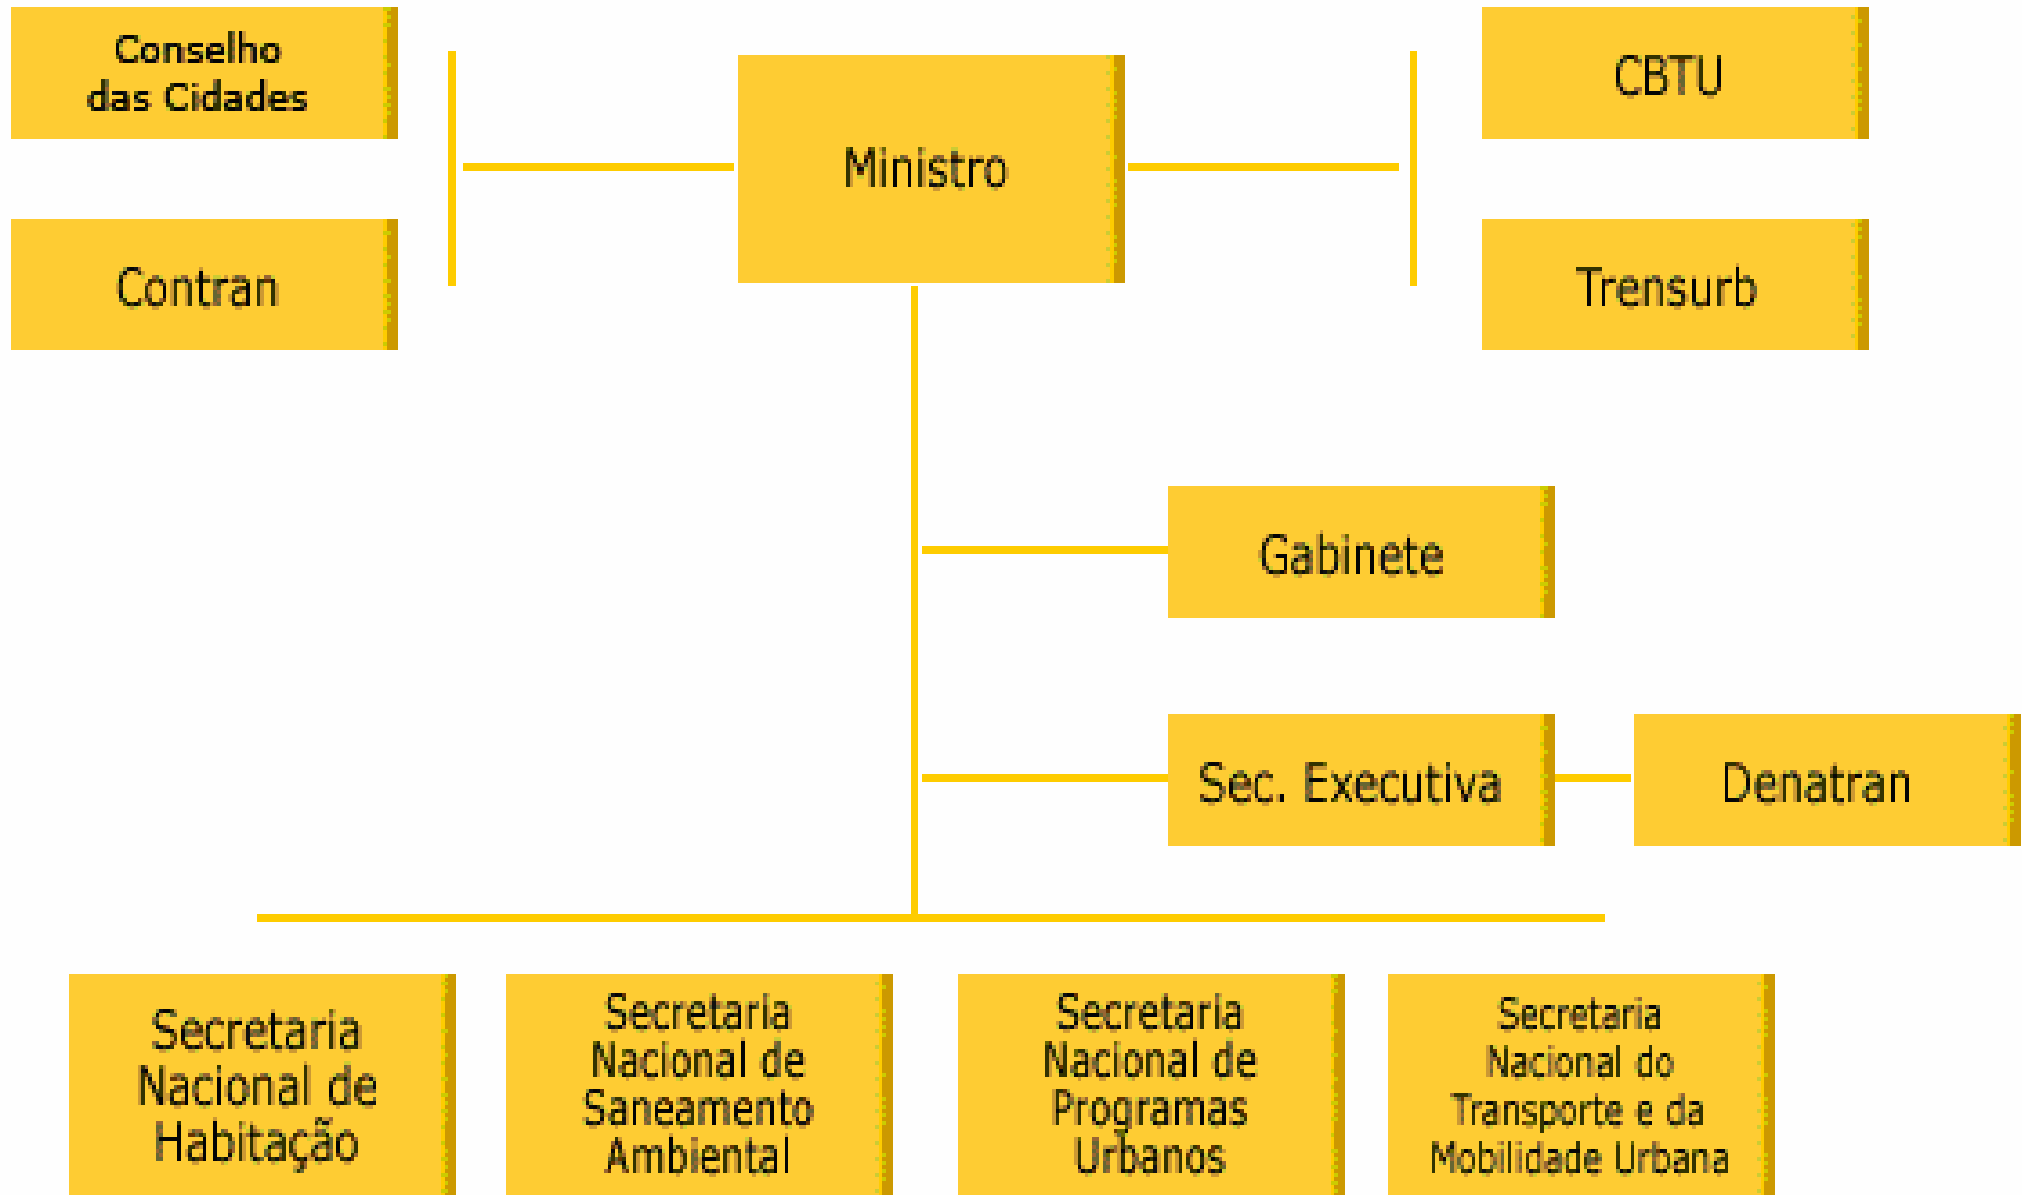 Conselho
das Cidades
Ministro
CBTU
Contran
Trensurb
Gabinete
Sec. Executiva
Denatran
Secretaria
Nacional de
Habitação
Secretaria
Nacional de
Saneamento
Ambiental
Secretaria
Nacional de
Programas
Urbanos
Secretaria
Nacional do
Transporte e da
Mobilidade Urbana